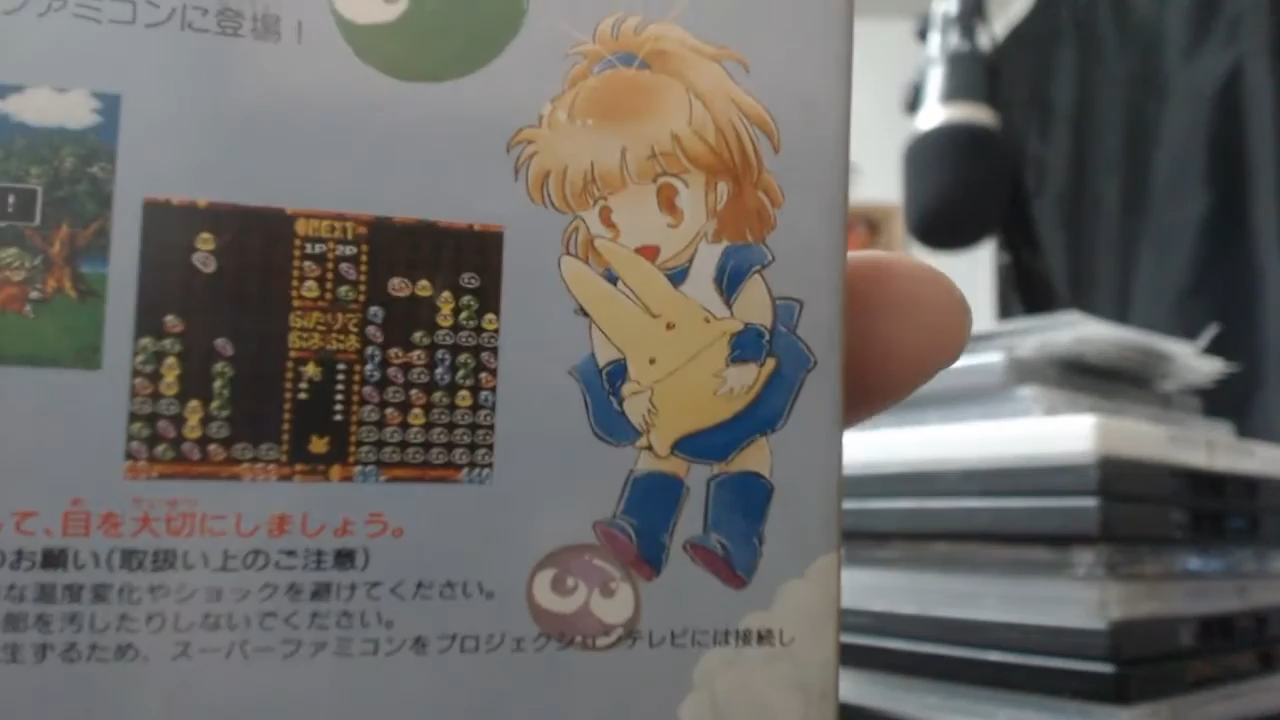 ファミコンに登場！
！
NEXT
1P 2P
ふたりで
ぷよぷよ
て、目を大切にしましょう。
のお願い(取扱い上のご注意)
な温度変化やショックを避けてください。
部を汚したりしないでください。
生するため、スーパーファミコンをプロジェクションテレビには接続し